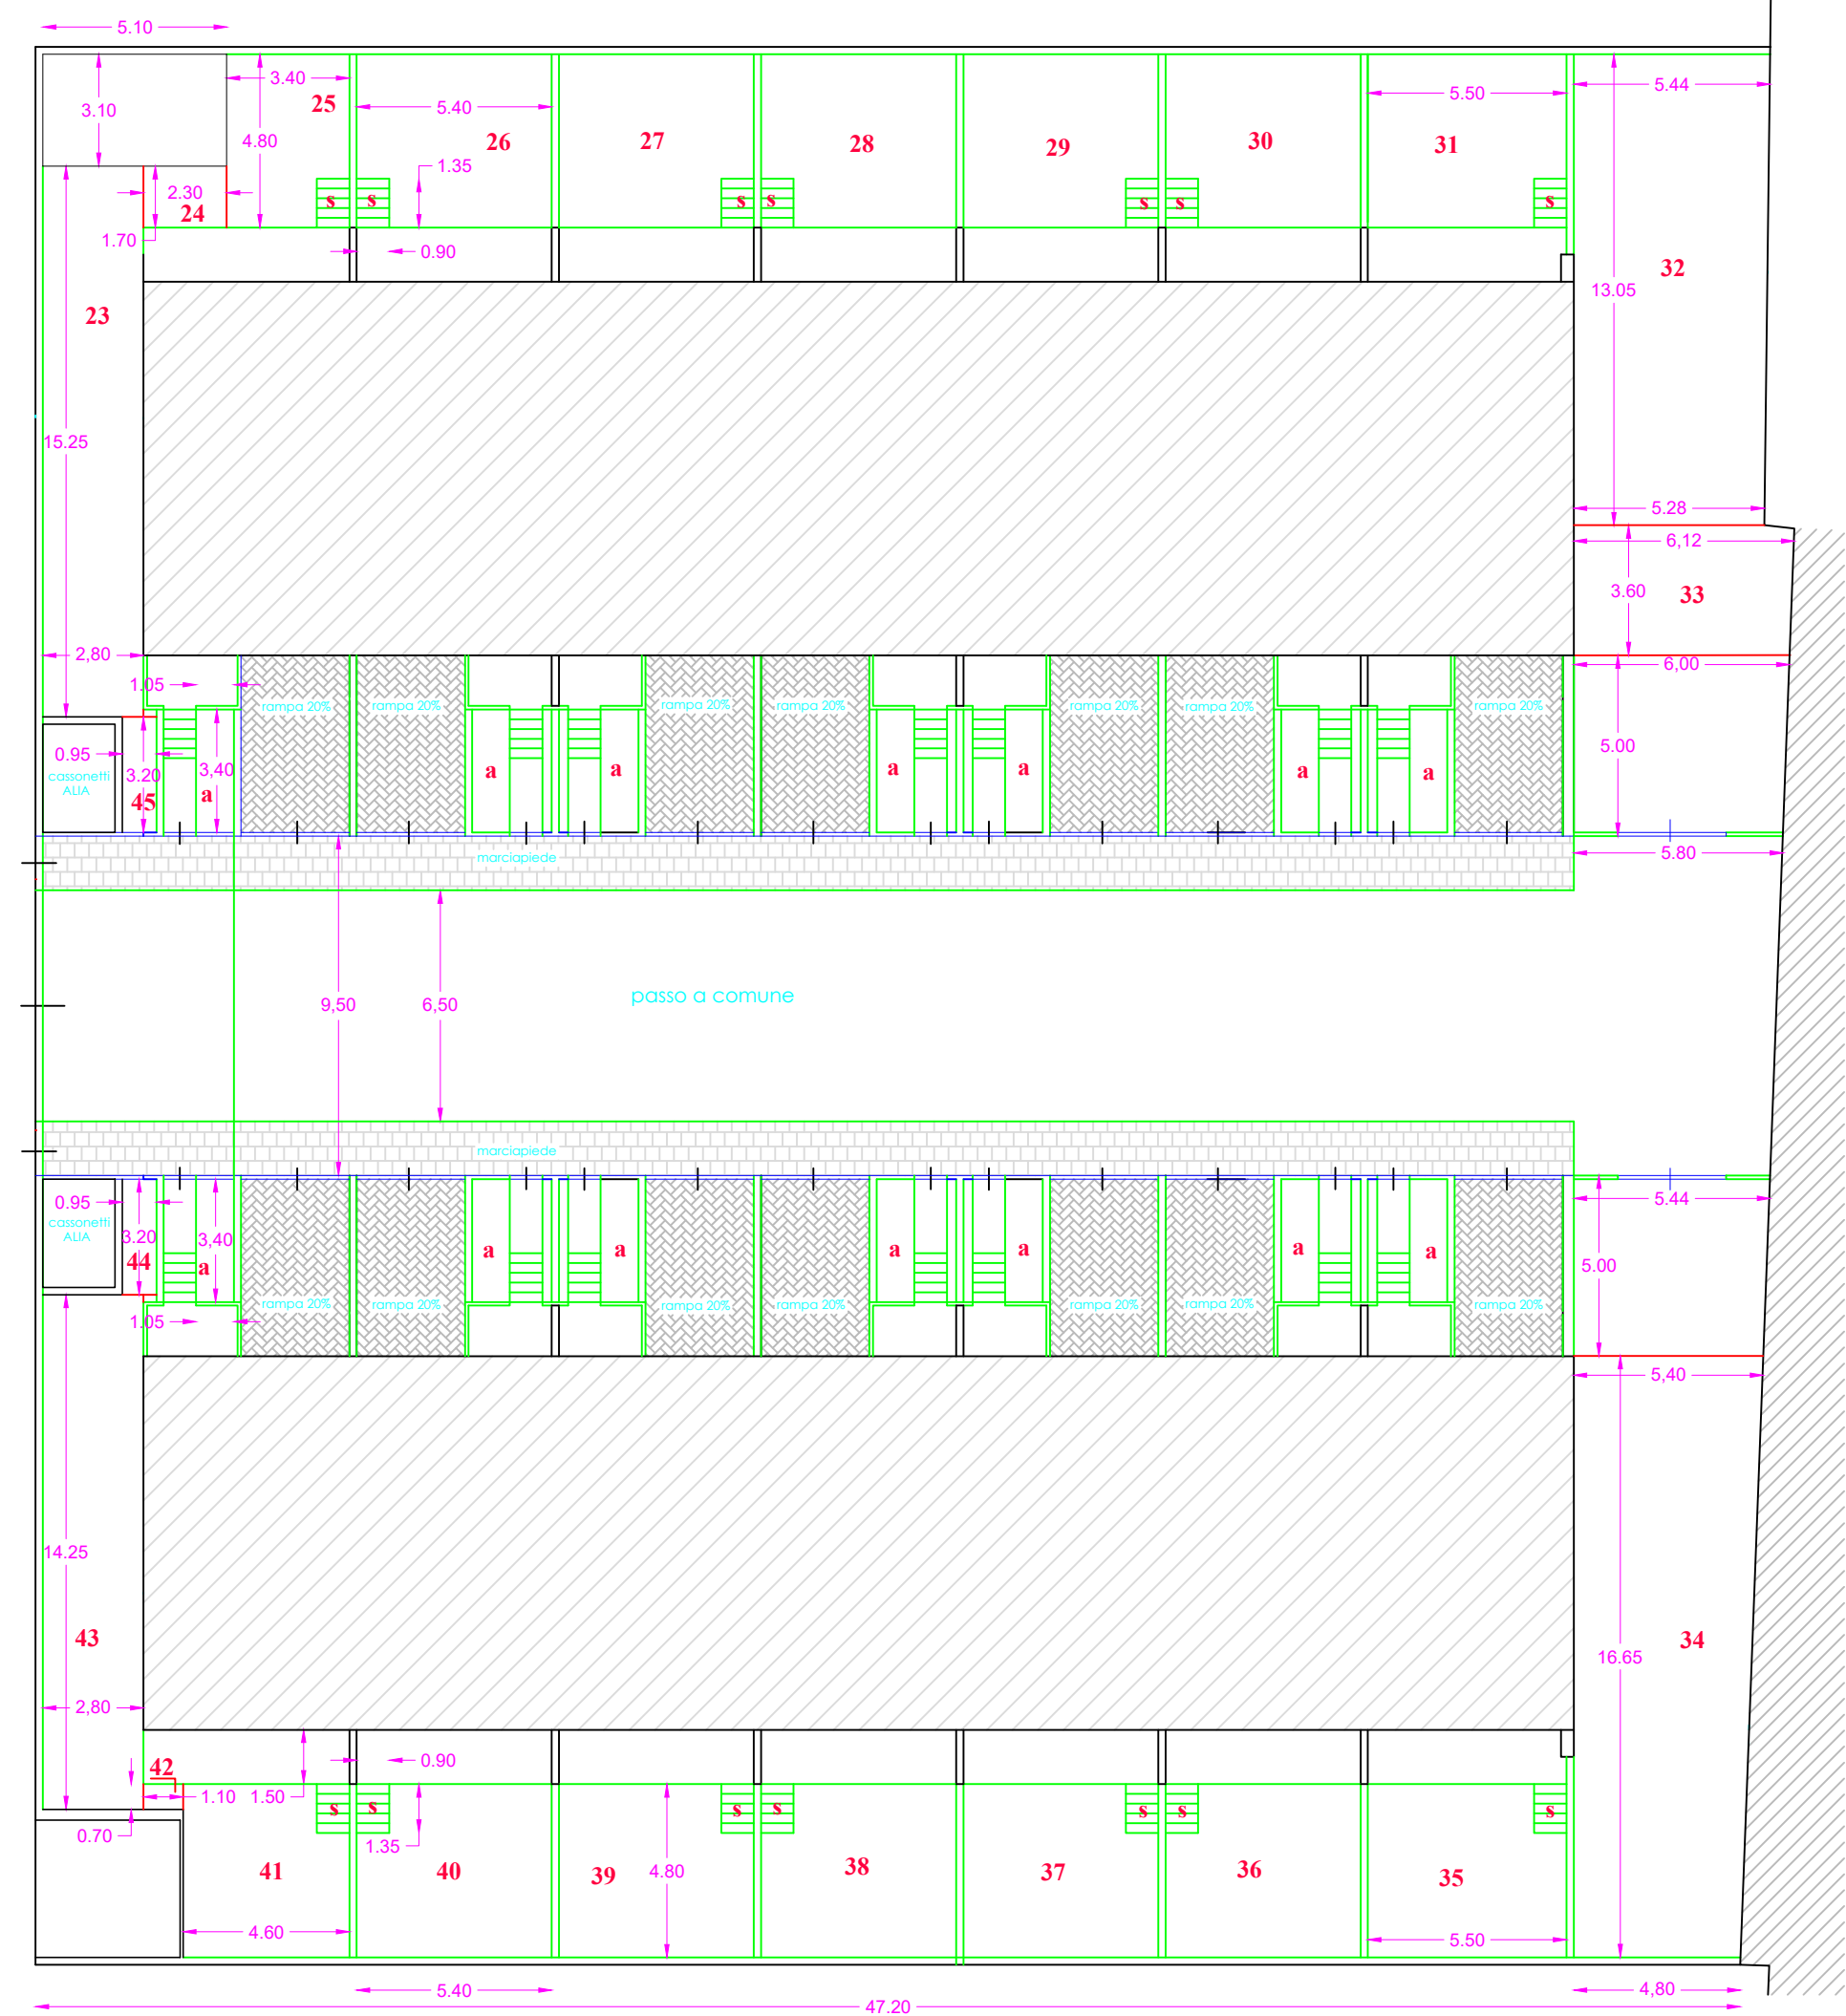 5.10
3.40
5.44
25
5.50
3.10
5.40
4.80
26
27
28
29
30
31
1.35
2.30
s
s
s
s
s
s
s
24
1.70
0.90
32
13.05
23
15.25
5.28
6,12
3.60
33
2,80
6,00
1.05
rampa 20%
rampa 20%
rampa 20%
rampa 20%
rampa 20%
rampa 20%
rampa 20%
5.00
0.95
3.20
3,40
cassonetti
ALIA
45
a
a
a
a
a
a
a
marciapiede
5.80
9,50
6,50
passo a comune
marciapiede
0.95
5.44
cassonetti
ALIA
3.20
3,40
44
a
a
a
a
a
a
a
5.00
rampa 20%
rampa 20%
rampa 20%
rampa 20%
rampa 20%
rampa 20%
rampa 20%
1.05
5,40
14.25
43
34
16.65
2,80
42
0.90
1.10
1.50
s
s
s
s
s
s
s
0.70
1.35
41
40
39
4.80
38
37
36
35
4.60
5.50
5.40
4,80
47.20